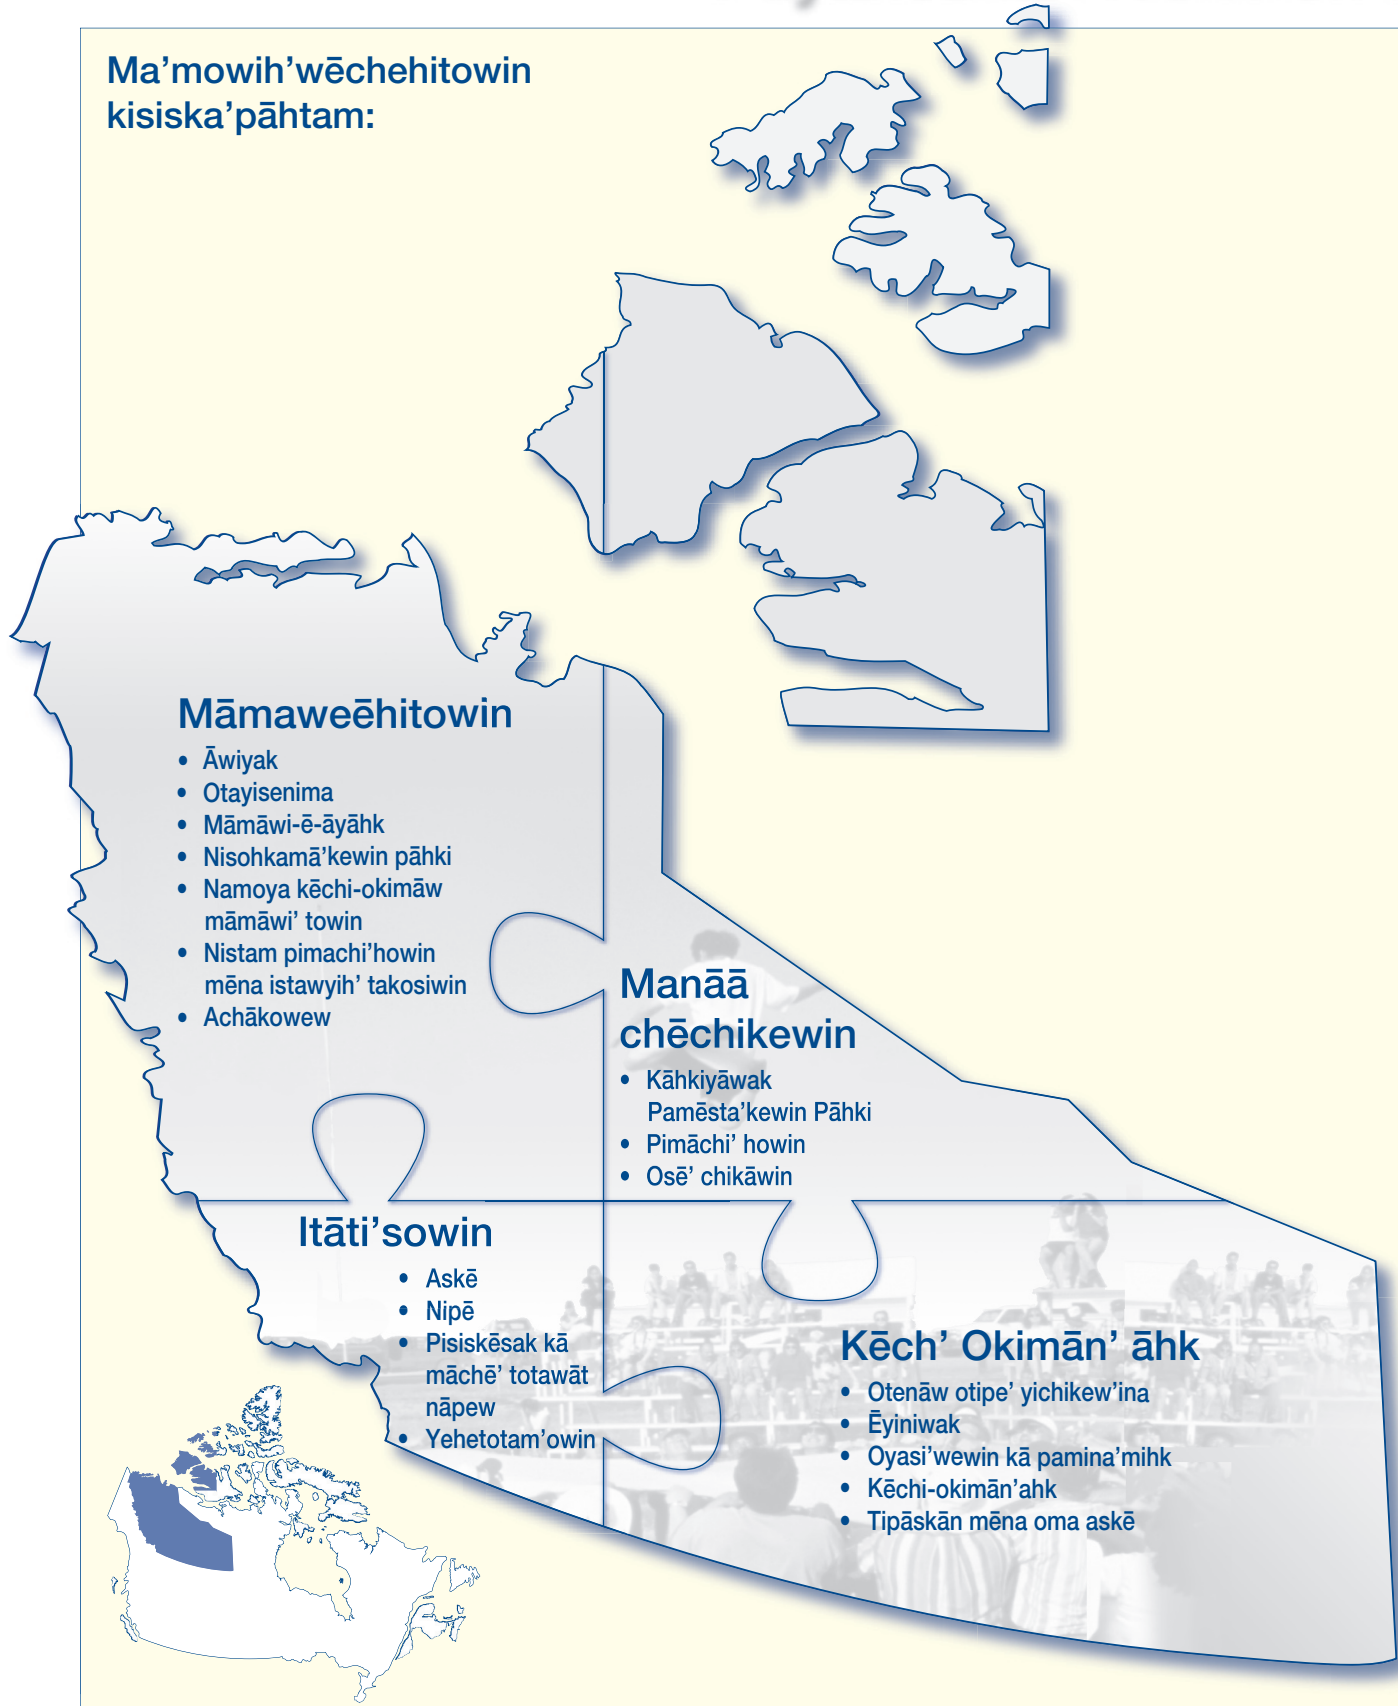 Ma’mowih’wēchehitowin
kisiska’pāhtam:
Māmaweēhitowin
• Āwiyak
• Otayisenima
• Māmāwi-ē-āyāhk
• Nisohkamā’kewin pāhki
• Namoya kēchi-okimāw
māmāwi’ towin
• Nistam pimachi’howin
mēna istawyih’ takosiwin
• Achākowew
Manāā
chēchikewin
• Kāhkiyāwak
Pamēsta’kewin Pāhki
• Pimāchi’ howin
• Osē’ chikāwin
Itāti’sowin
• Askē
• Nipē
• Pisiskēsak kā
māchē’ totawāt
nāpew
• Yehetotam’owin
Kēch’ Okimān’ āhk
• Otenāw otipe’ yichikew’ina
• Ēyiniwak
• Oyasi’wewin kā pamina’mihk
• Kēchi-okimān’ahk
• Tipāskān mēna oma askē